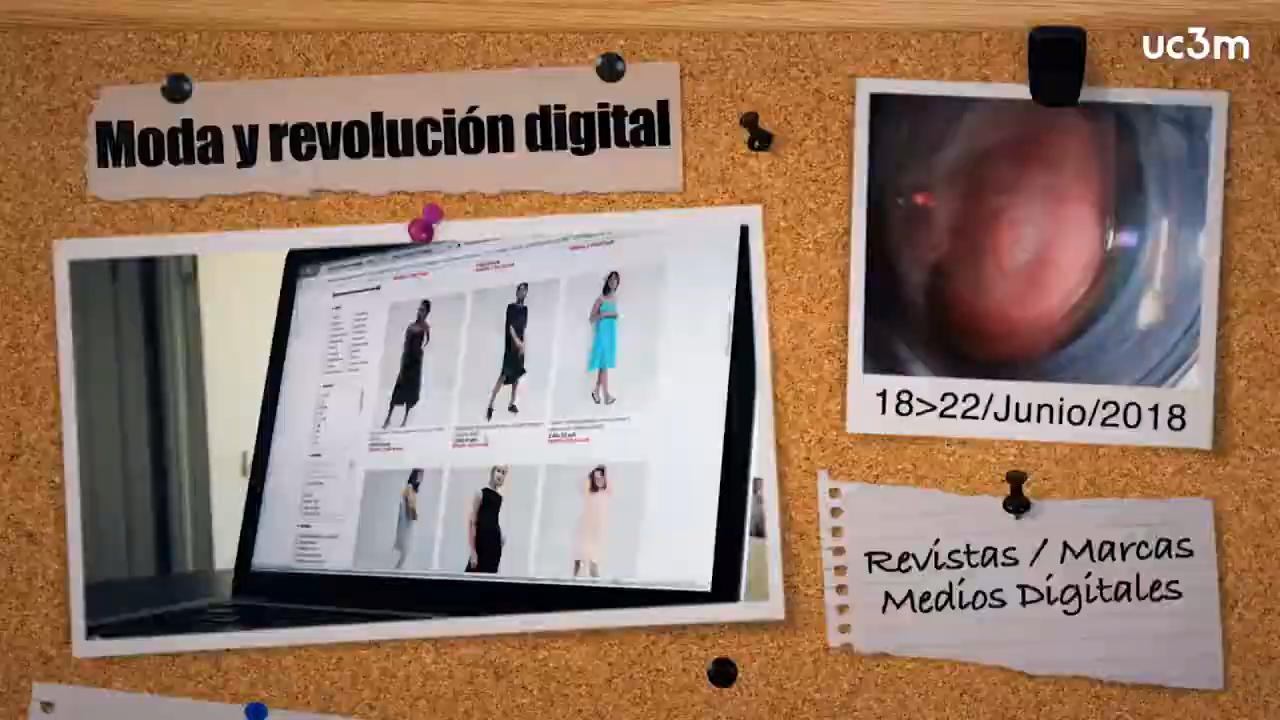 uc3m
Moda y revolución digital
18>22/Junio/2018
Revistas / Marcas
Medios Digitales